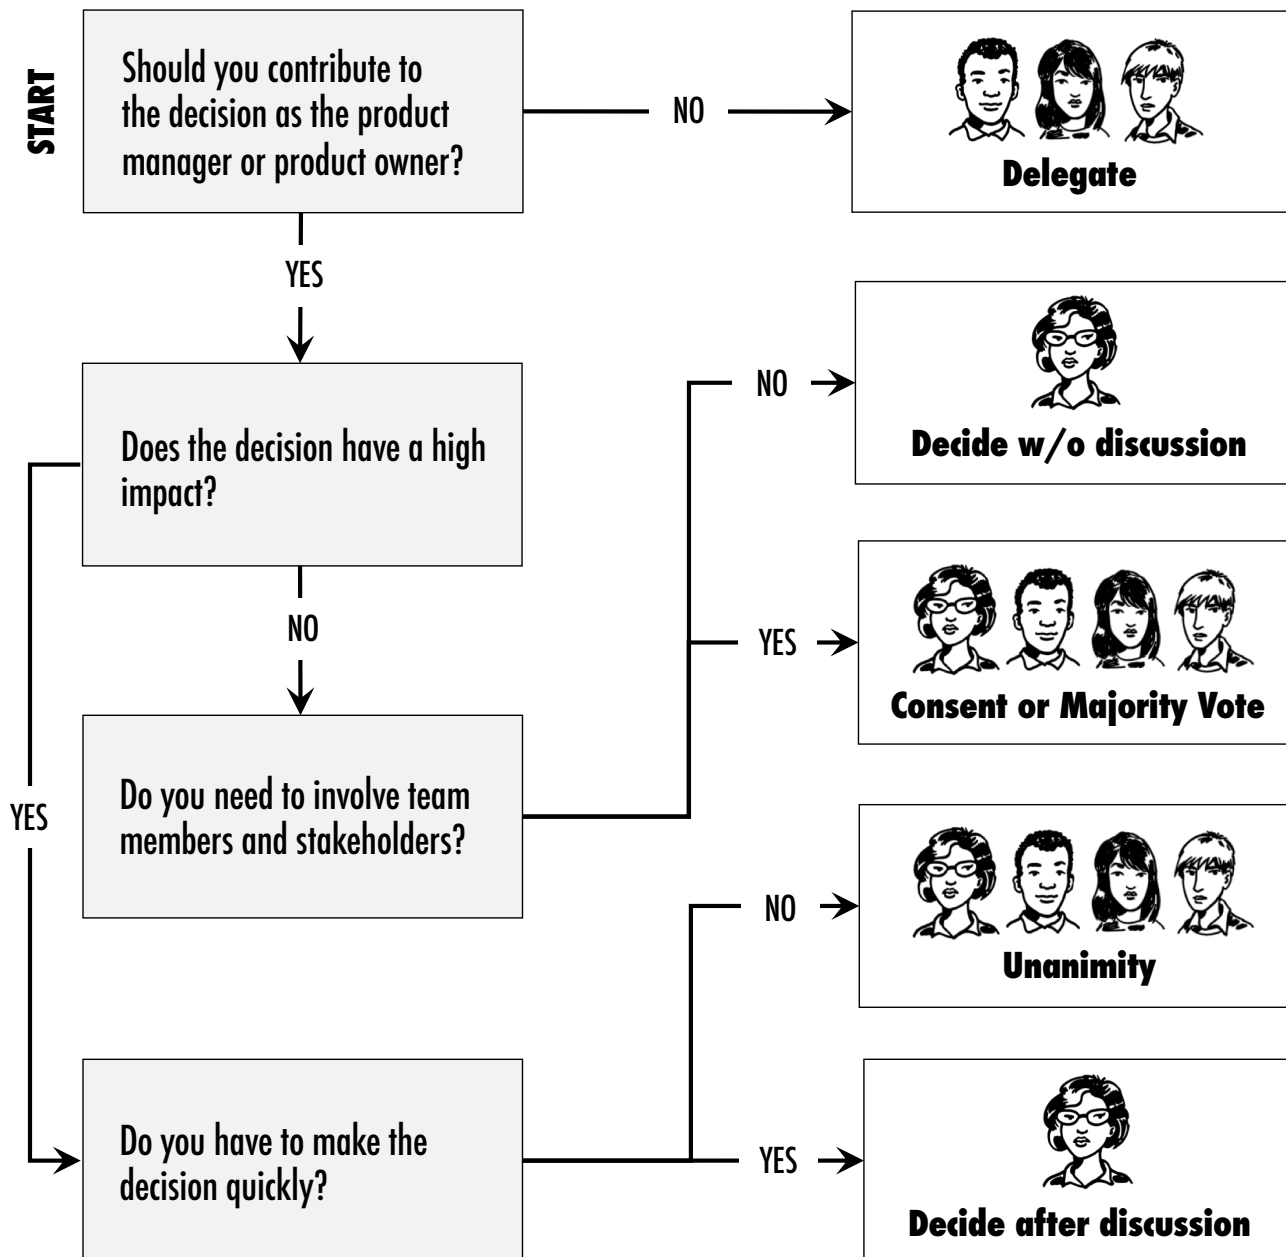 START
Should you contribute to
the decision as the product
manager or product owner?
NO
Delegate
YES
Does the decision have a high
impact?
NO
Decide w/o discussion
NO
YES
Consent or Majority Vote
Do you need to involve team
members and stakeholders?
YES
NO
Unanimity
Do you have to make the
decision quickly?
YES
Decide after discussion